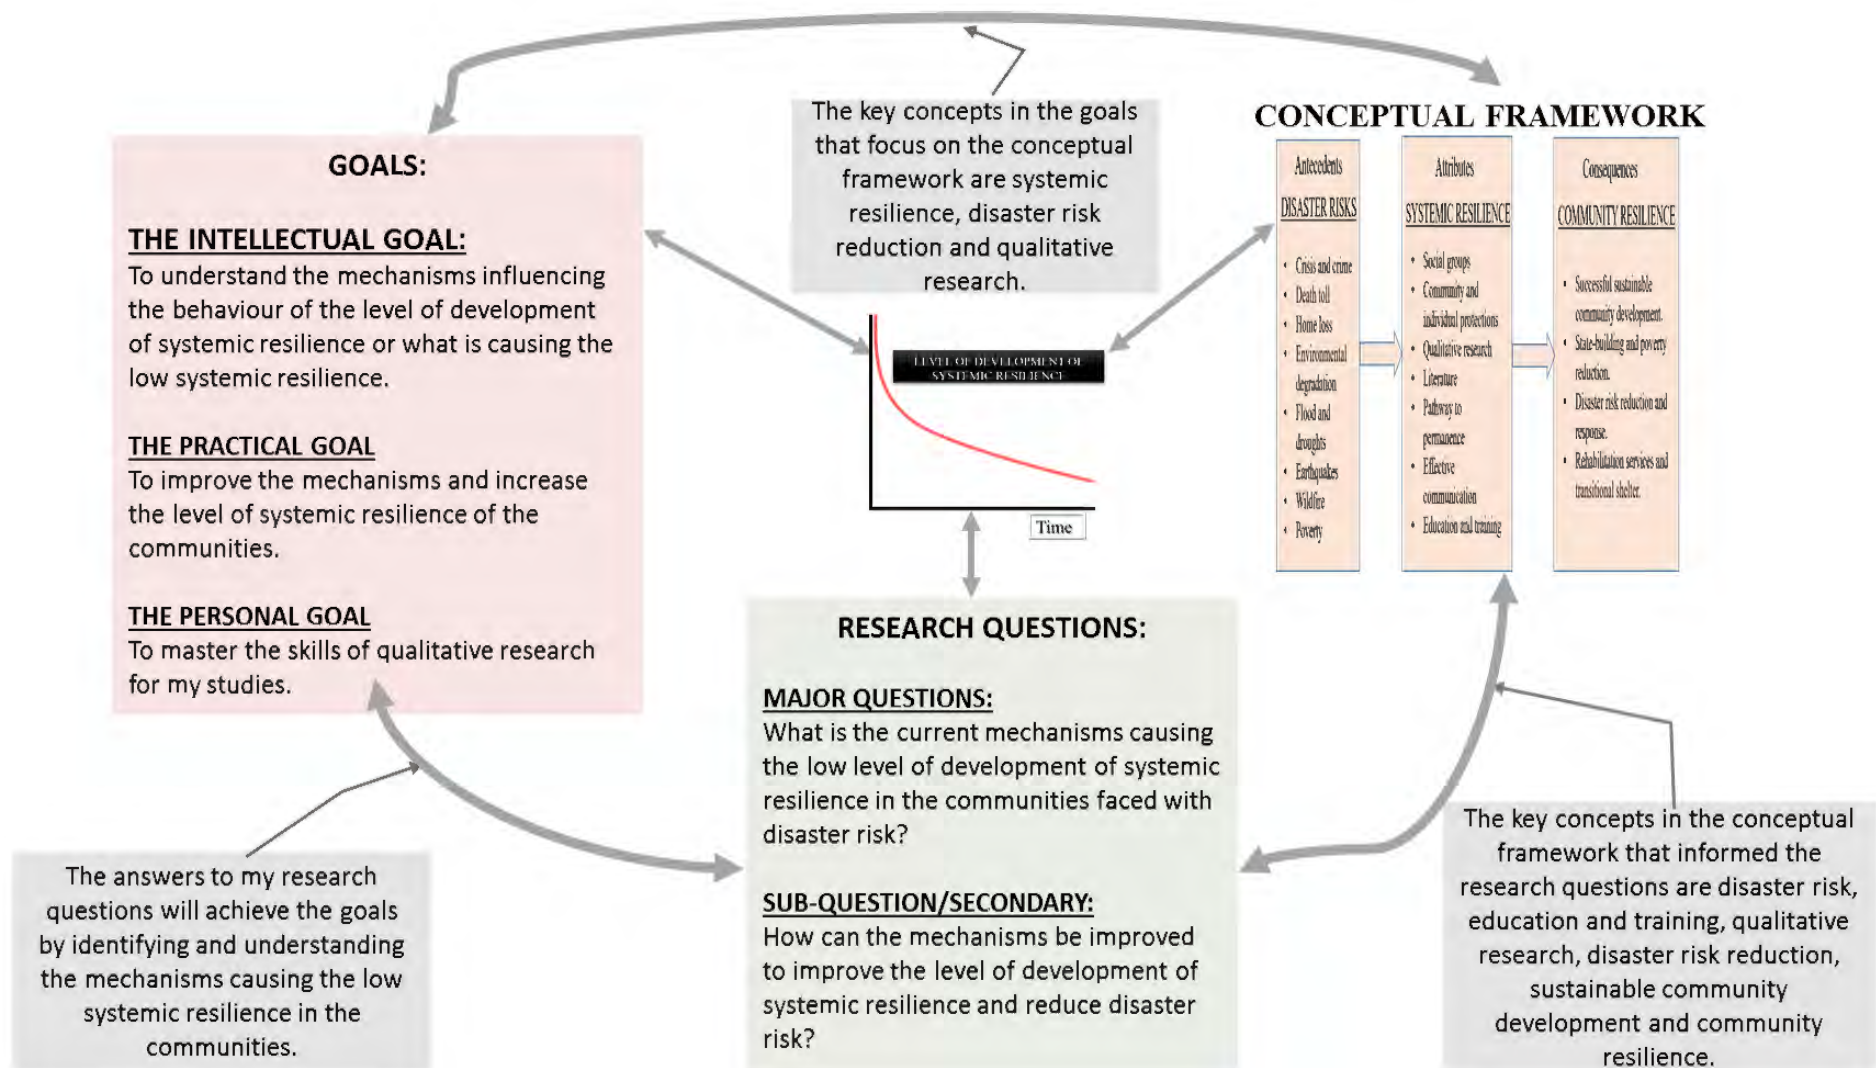 The key concepts in the goals
that focus on the conceptual
framework are systemic
resilience, disaster risk
reduction and qualitative
research.
GOALS:
THE INTELLECTUAL GOAL:
To understand the mechanisms influencing
the behaviour of the level of development
of systemic resilience or what is causing the
low systemic resilience.
THE PRACTICAL GOAL
To improve the mechanisms and increase
the level of systemic resilience of the
communities.
THE PERSONAL GOAL
To master the skills of qualitative research
for my studies.
LEVEL OF DEVELOPMENT OF
SYSTEMIC RESILIENCE
Time
CONCEPTUAL FRAMEWORK
Antecedents
DISASTER RISKS
• Crisis and crime
• Death toll
• Home loss
• Environmental
degradation
• Flood and
droughts
• Earthquakes
• Wildfire
• Poverty
Attributes
SYSTEMIC RESILIENCE
• Social groups
• Community and
individual protections
• Qualitative research
• Literature
• Pathway to
permanence
• Effective
communication
• Education and training
Consequences
COMMUNITY RESILIENCE
• Successful sustainable
community development.
• State-building and poverty
reduction.
• Disaster risk reduction and
response.
• Rehabilitation services and
transitional shelter.
RESEARCH QUESTIONS:
MAJOR QUESTIONS:
What is the current mechanisms causing
the low level of development of systemic
resilience in the communities faced with
disaster risk?
SUB-QUESTION/SECONDARY:
How can the mechanisms be improved
to improve the level of development of
systemic resilience and reduce disaster
risk?
The answers to my research
questions will achieve the goals
by identifying and understanding
the mechanisms causing the low
systemic resilience in the
communities.
The key concepts in the conceptual
framework that informed the
research questions are disaster risk,
education and training, qualitative
research, disaster risk reduction,
sustainable community
development and community
resilience.